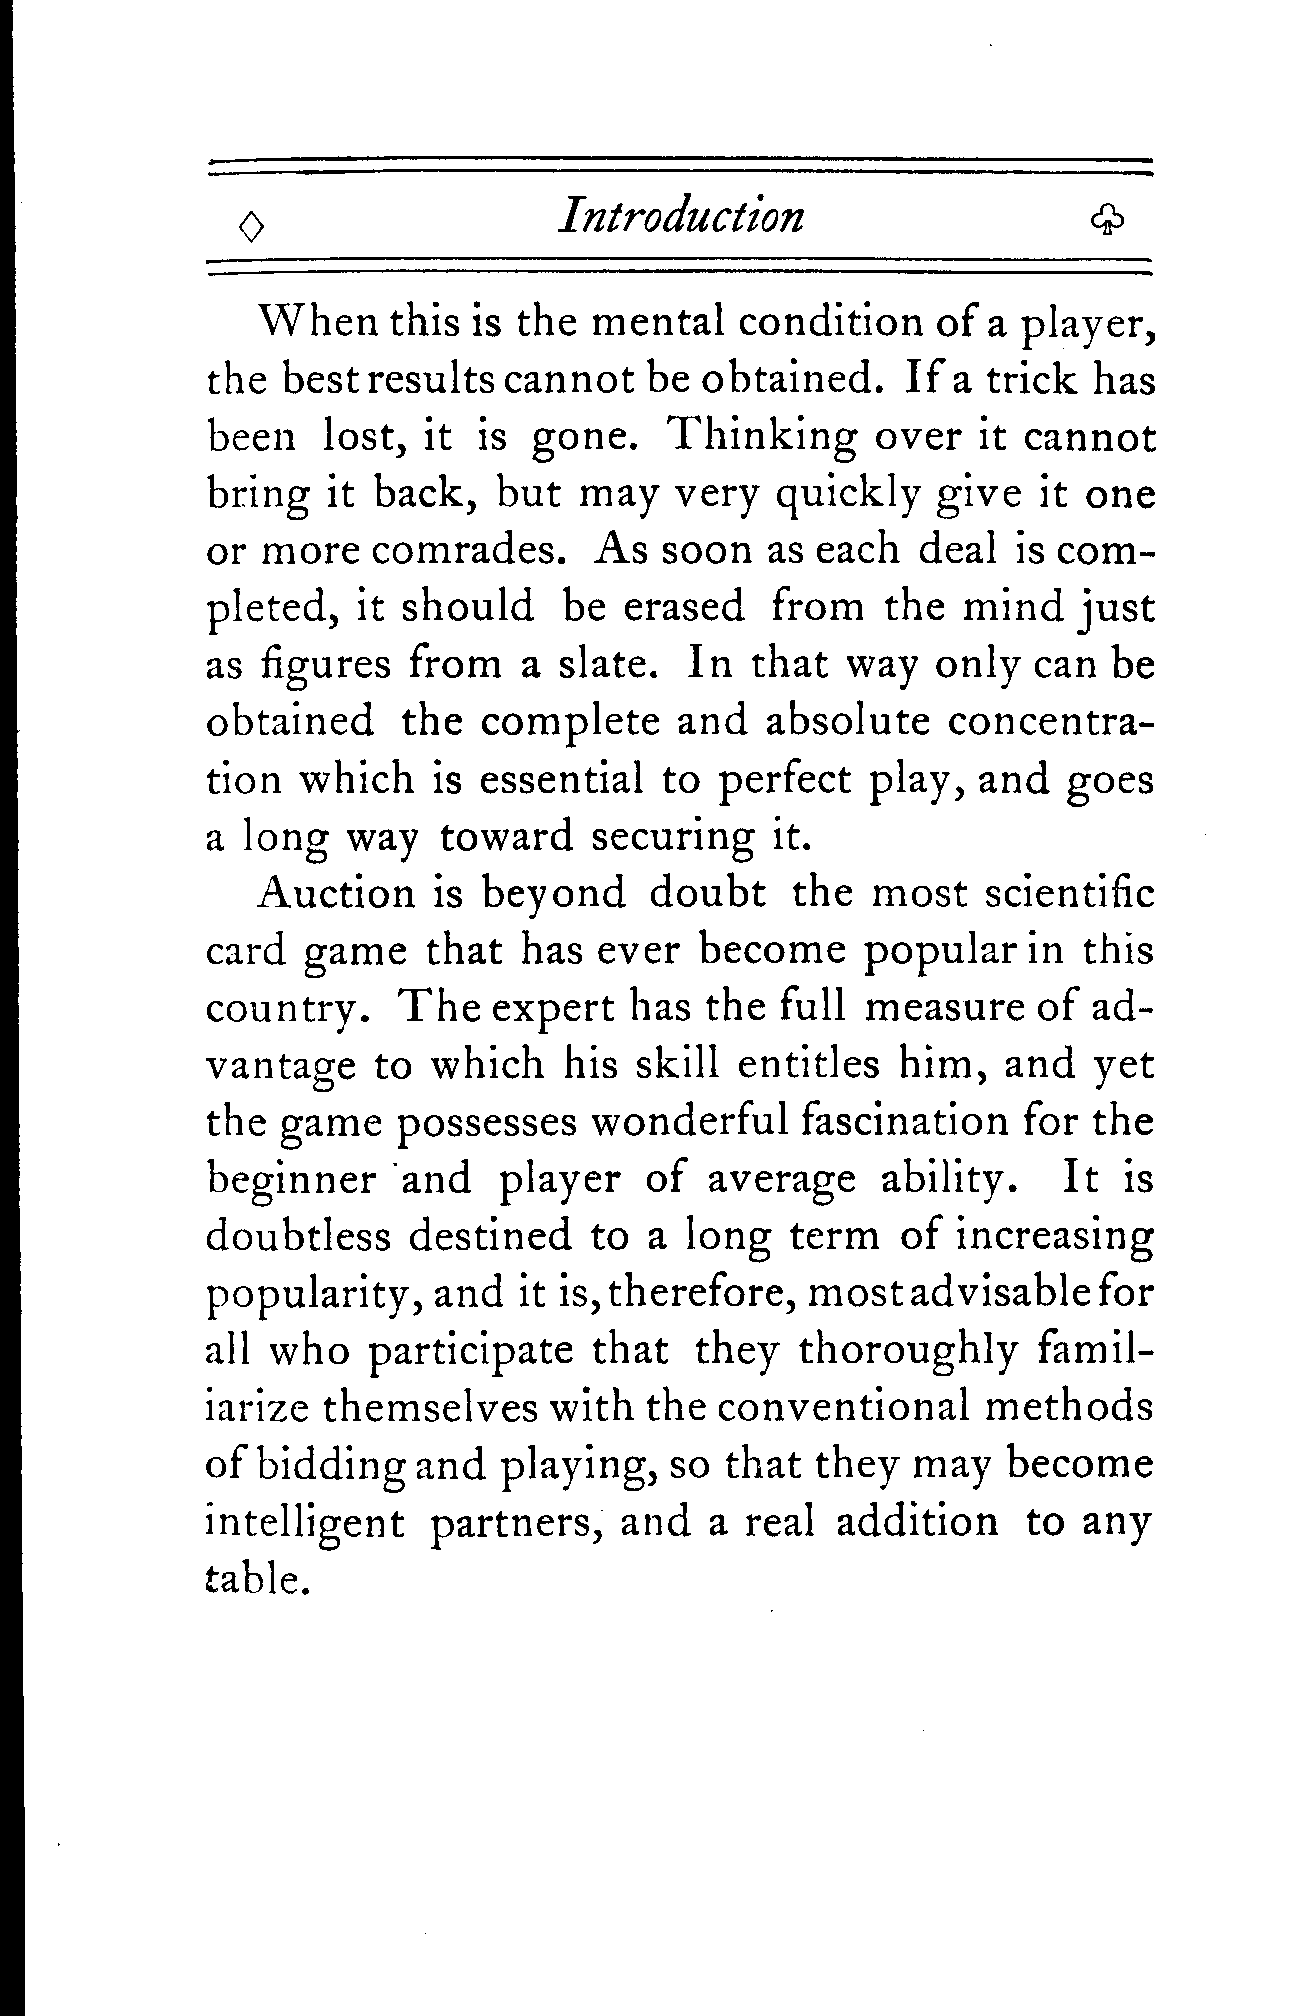 ◇ Introduction ♧
When this is the mental condition of a player,
the best results cannot be obtained. If a trick has
been lost, it is gone. Thinking over it cannot
bring it back, but may very quickly give it one
or more comrades. As soon as each deal is com-
pleted, it should be erased from the mind just
as figures from a slate. In that way only can be
obtained the complete and absolute concentra-
tion which is essential to perfect play, and goes
a long way toward securing it.
Auction is beyond doubt the most scientific
card game that has ever become popular in this
country. The expert has the full measure of ad-
vantage to which his skill entitles him, and yet
the game possesses wonderful fascination for the
beginner and player of average ability. It is
doubtless destined to a long term of increasing
popularity, and it is, therefore, most advisable for
all who participate that they thoroughly famil-
iarize themselves with the conventional methods
of bidding and playing, so that they may become
intelligent partners, and a real addition to any
table.